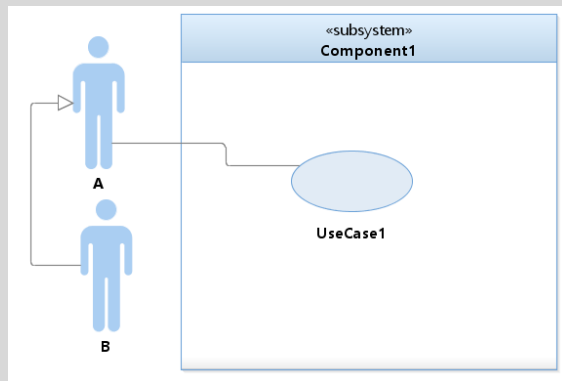 «subsystem»
Component1
A
UseCase1
B